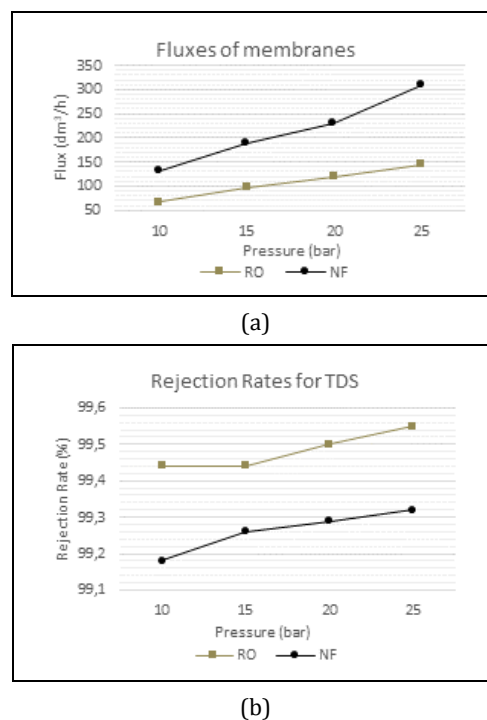 Fluxes of membranes
350
300
250
200
150
100
50
Flux (dm³/h)
10 15 20 25
Pressure (bar)
RO NF
(a)
Rejection Rates for TDS
99,6
99,5
99,4
99,3
99,2
99,1
Rejection Rate (%)
10 15 20 25
Pressure (bar)
RO NF
(b)